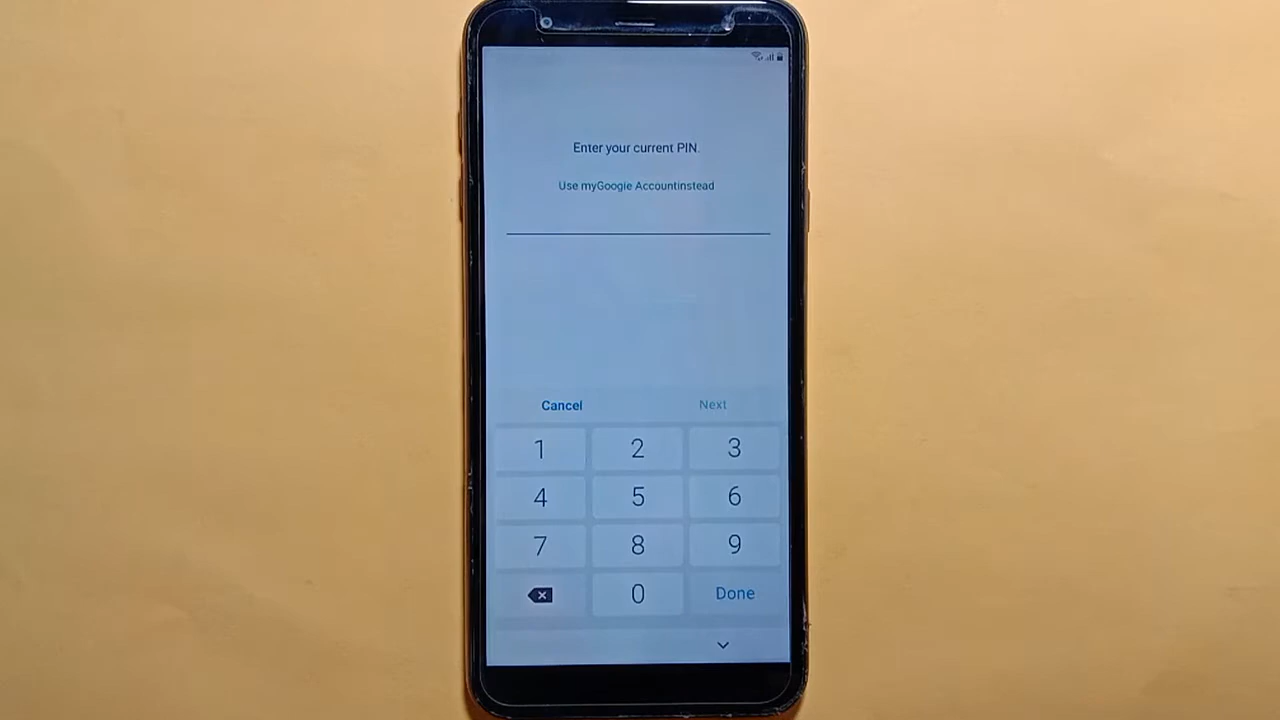 Enter your current PIN.
Use myGoogle Accountinstead
Cancel Next
1 2 3
4 5 6
7 8 9
0 Done